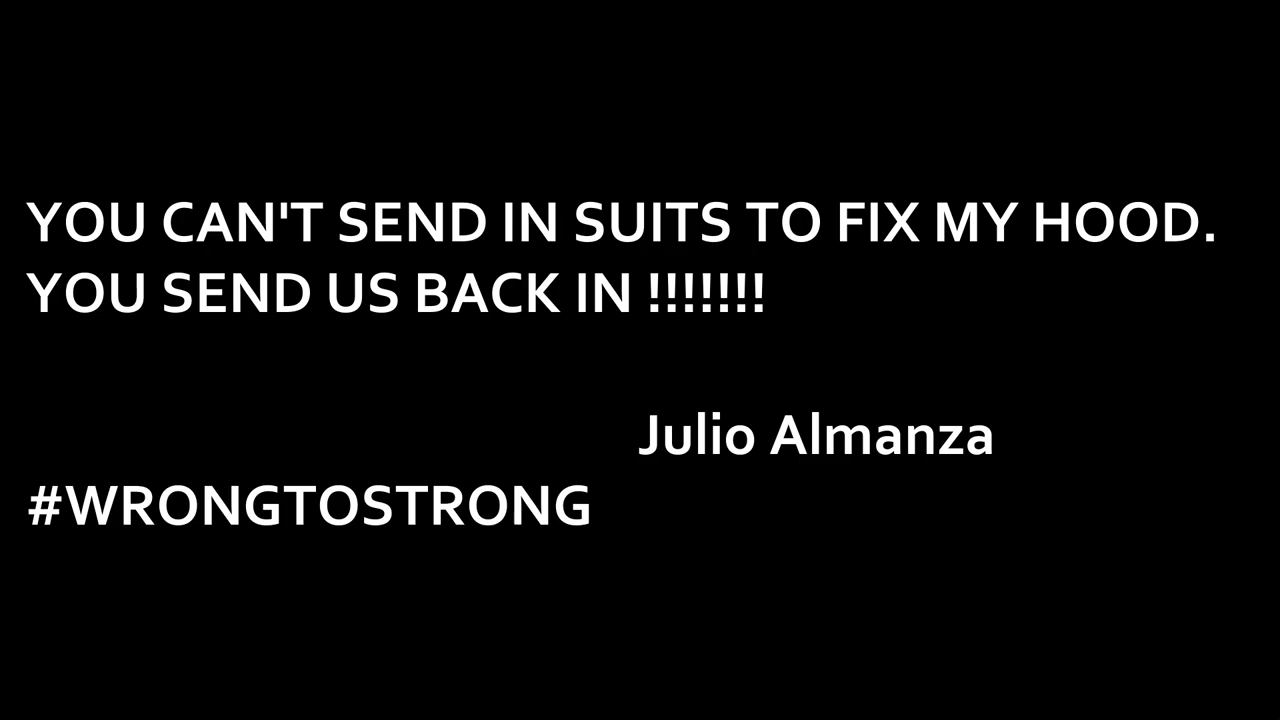 YOU CAN'T SEND IN SUITS TO FIX MY HOOD.
YOU SEND US BACK IN !!!!!!!
Julio Almanza
#WRONGTOSTRONG